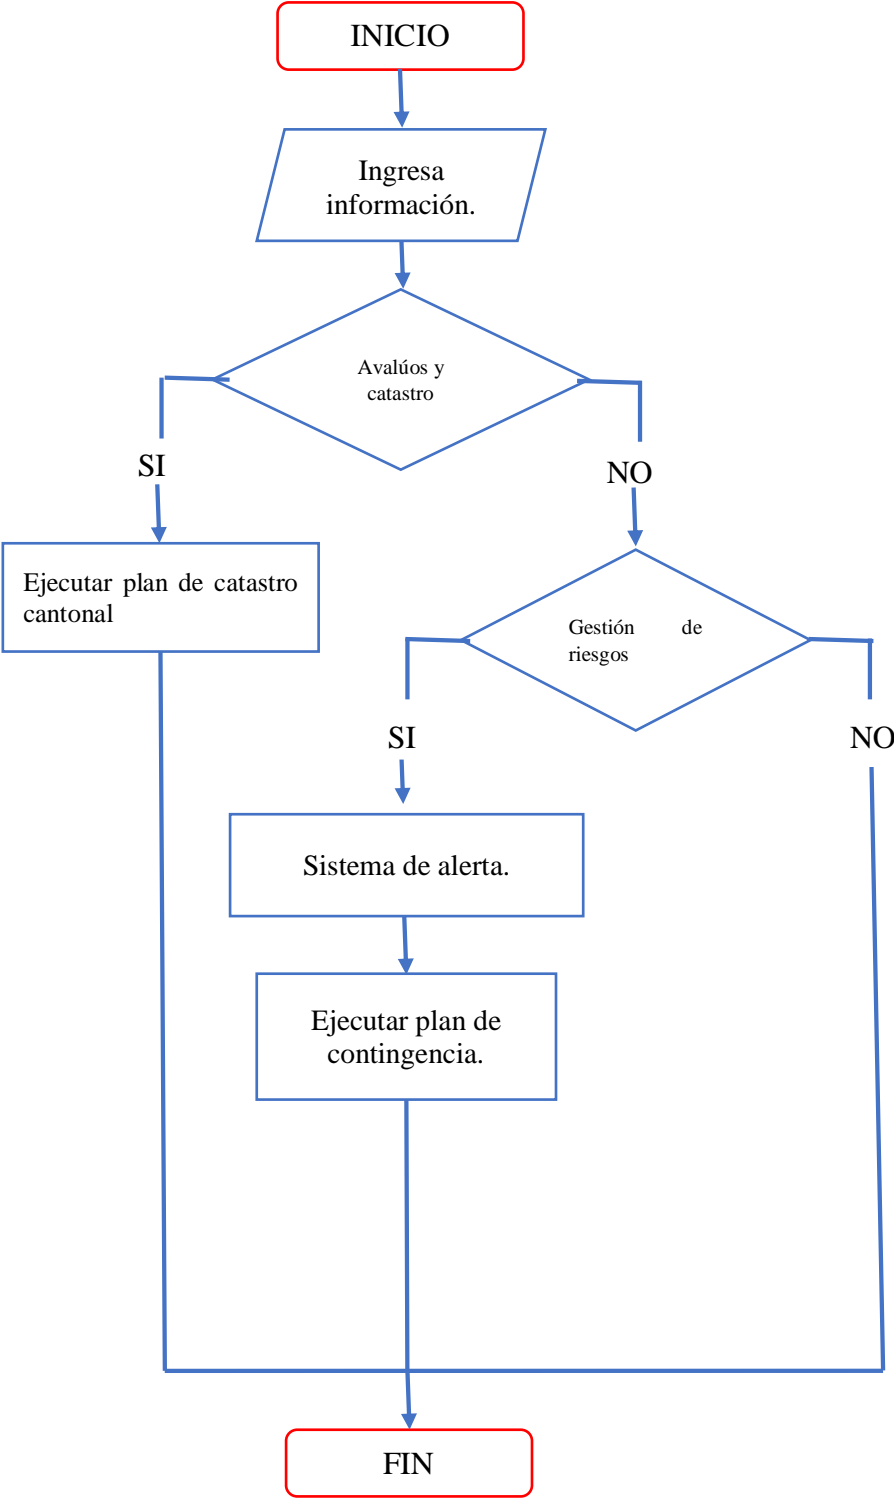 INICIO
Ingresa
información.
Avalúos y
catastro
SI
NO
Ejecutar plan de catastro
cantonal
Gestión de
riesgos
SI
NO
Sistema de alerta.
Ejecutar plan de
contingencia.
FIN